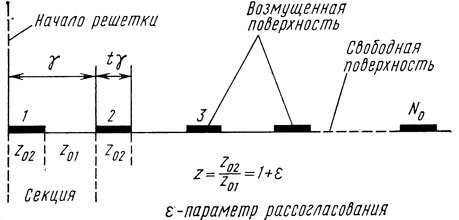 Начало решетки
Возмущенная
поверхность
Свободная
поверхность
γ
tγ
1
2
3
N₀
Z₀₂
Z₀₁
Z₀₂
Секция
z = Z₀₂/Z₀₁ = 1+ε
ε-параметр рассогласования